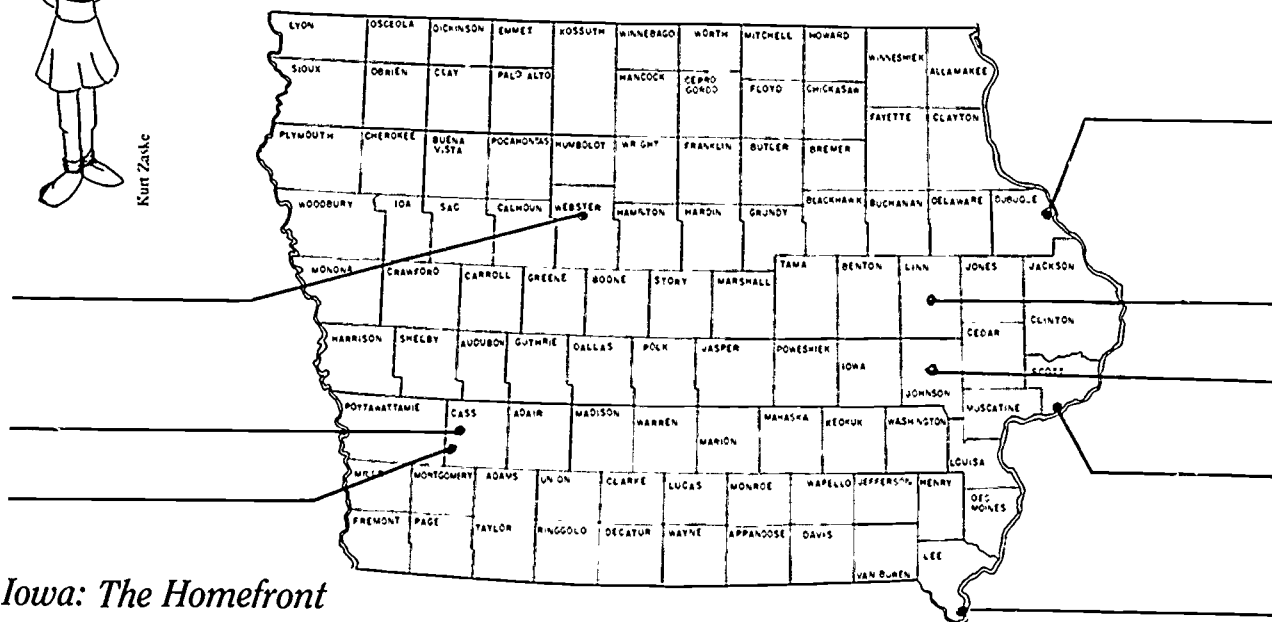 LYON OSCEOLA DICKINSON EMMET KOSSUTH WINNEBAGO WORTH MITCHELL HOWARD
WINNESHIEK ALLAMAKEE
SIOUX OBRIEN CLAY PALO ALTO HANCOCK CERRO GORDO FLOYD CHICKASAW
FAYETTE CLAYTON
PLYMOUTH CHEROKEE BUENA VISTA POCAHONTAS HUMBOLDT WRIGHT FRANKLIN BUTLER BREMER
Kurt Zaske
WOODBURY IDA SAC CALHOUN WEBSTER HAMILTON HARDIN GRUNDY BLACKHAWK BUCHANAN DELAWARE DUBUQUE
MONONA CRAWFORD CARROLL GREENE BOONE STORY MARSHALL TAMA BENTON LINN JONES JACKSON
CLINTON
CEDAR
HARRISON SHELBY AUDUBON GUTHRIE DALLAS POLK JASPER POWESHIEK IOWA JOHNSON SCOTT
MUSCATINE
POTTAWATTAMIE CASS ADAIR MADISON WARREN MARION MAHASKA KEOKUK WASHINGTON
LOUISA
MONTGOMERY ADAMS UNION CLARKE LUCAS MONROE WAPELLO JEFFERSON HENRY
DES MOINES
FREMONT PAGE TAYLOR RINGGOLD DECATUR WAYNE APPANOOSE DAVIS VAN BUREN LEE
Iowa: The Homefront